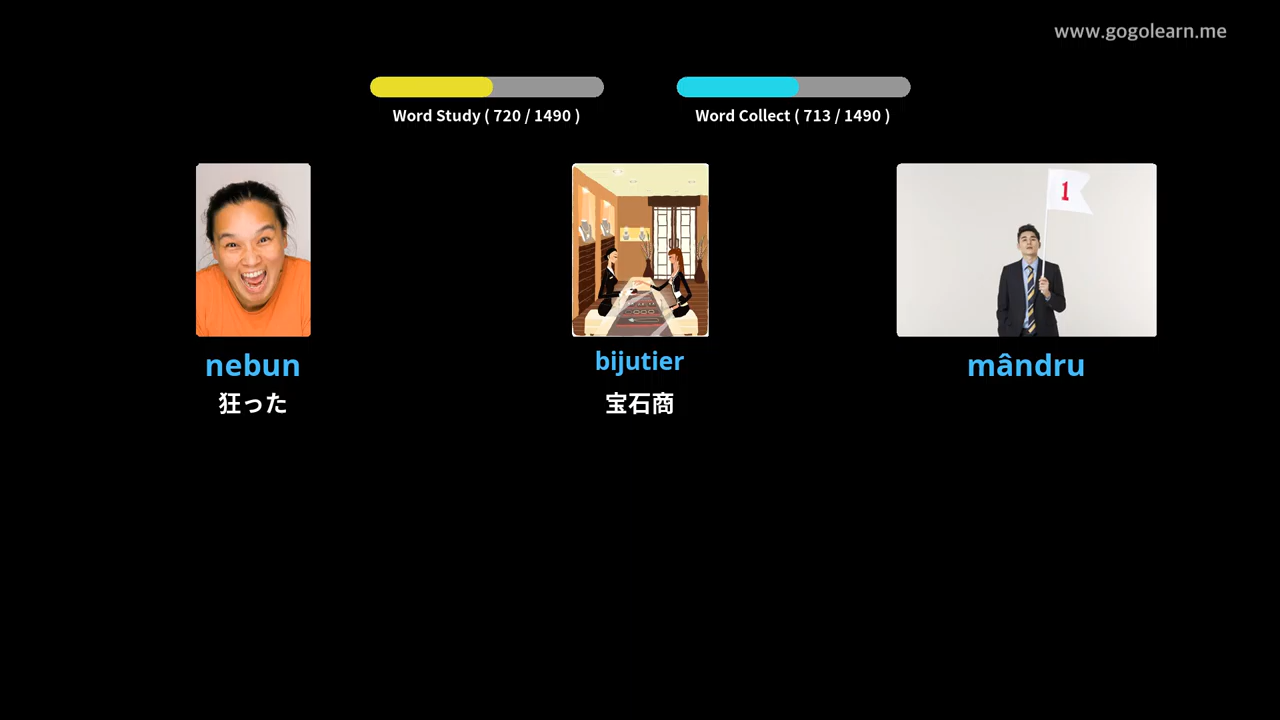 www.gogolearn.me
Word Study ( 720 / 1490 )
Word Collect ( 713 / 1490 )
1
nebun
狂った
bijutier
宝石商
mândru